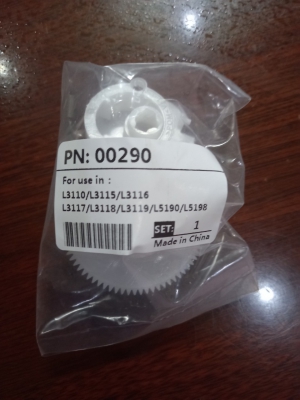 PN: 00290
For use in :
L3110/L3115/L3116
L3117/L3118/L3119/L5190/L5198
SET: 1
Made in China